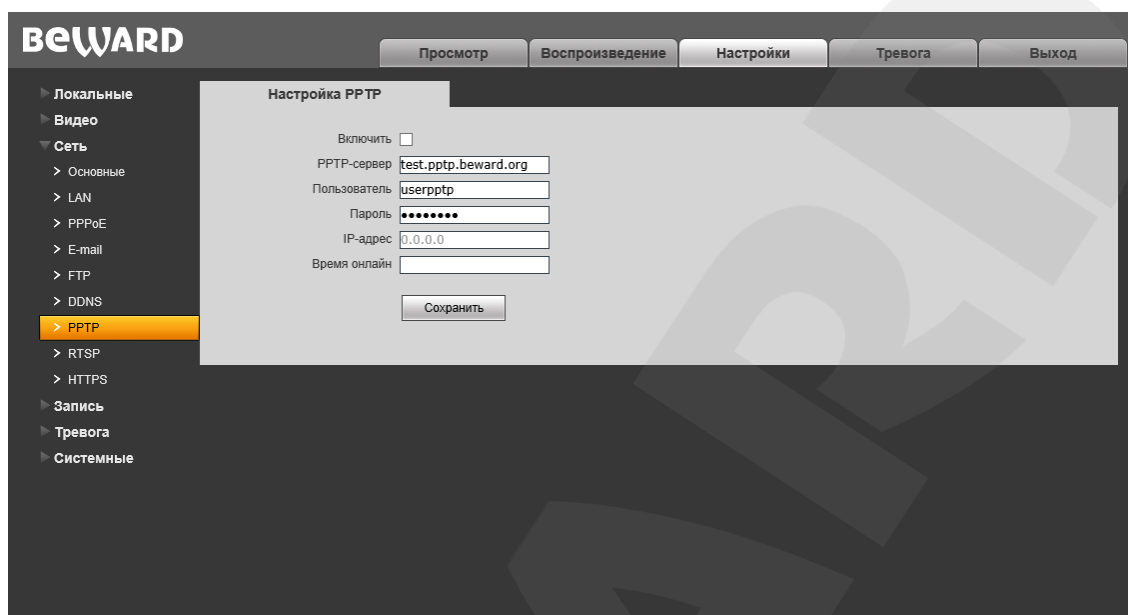 BEWARD
Просмотр
Воспроизведение
Настройки
Тревога
Выход
Локальные
Видео
Сеть
Основные
LAN
PPPoE
E-mail
FTP
DDNS
PPTP
RTSP
HTTPS
Запись
Тревога
Системные
Настройка PPTP
Включить
PPTP-сервер test.pptp.beward.org
Пользователь userpptp
Пароль ●●●●●●●●
IP-адрес 0.0.0.0
Время онлайн
Сохранить